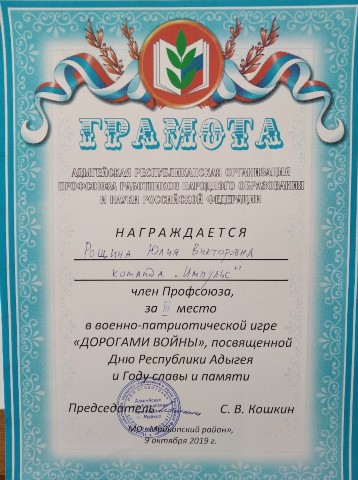 ГРАМОТА
АДЫГЕЙСКАЯ РЕСПУБЛИКАНСКАЯ ОРГАНИЗАЦИЯ
ПРОФСОЮЗА РАБОТНИКОВ НАРОДНОГО ОБРАЗОВАНИЯ
И НАУКИ РОССИЙСКОЙ ФЕДЕРАЦИИ
НАГРАЖДАЕТСЯ
Рощина Юлия Викторовна
команда „Импульс"
член Профсоюза,
за III место
в военно-патриотической игре
«ДОРОГАМИ ВОЙНЫ», посвященной
Дню Республики Адыгея
и Году славы и памяти
Председатель С. В. Кошкин
МО «Майкопский район»,
9 октября 2019 г.